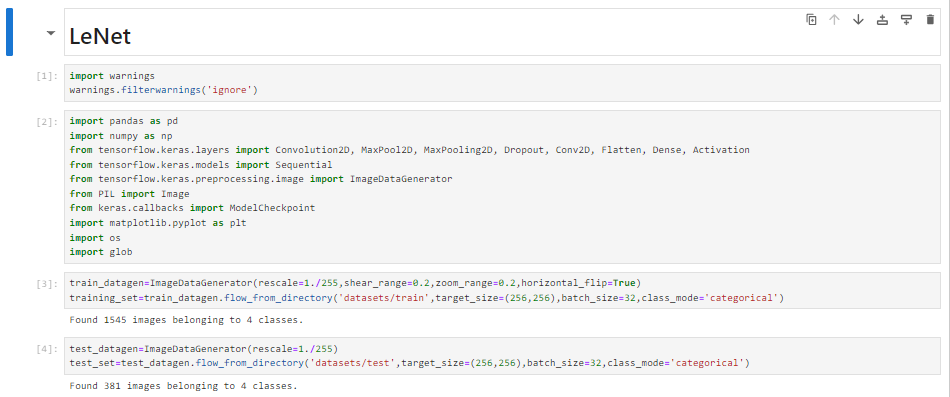 LeNet
[1]:
import warnings
warnings.filterwarnings('ignore')
[2]:
import pandas as pd
import numpy as np
from tensorflow.keras.layers import Convolution2D, MaxPool2D, MaxPooling2D, Dropout, Conv2D, Flatten, Dense, Activation
from tensorflow.keras.models import Sequential
from tensorflow.keras.preprocessing.image import ImageDataGenerator
from PIL import Image
from keras.callbacks import ModelCheckpoint
import matplotlib.pyplot as plt
import os
import glob
[3]:
train_datagen=ImageDataGenerator(rescale=1./255,shear_range=0.2,zoom_range=0.2,horizontal_flip=True)
training_set=train_datagen.flow_from_directory('datasets/train',target_size=(256,256),batch_size=32,class_mode='categorical')
Found 1545 images belonging to 4 classes.
[4]:
test_datagen=ImageDataGenerator(rescale=1./255)
test_set=test_datagen.flow_from_directory('datasets/test',target_size=(256,256),batch_size=32,class_mode='categorical')
Found 381 images belonging to 4 classes.